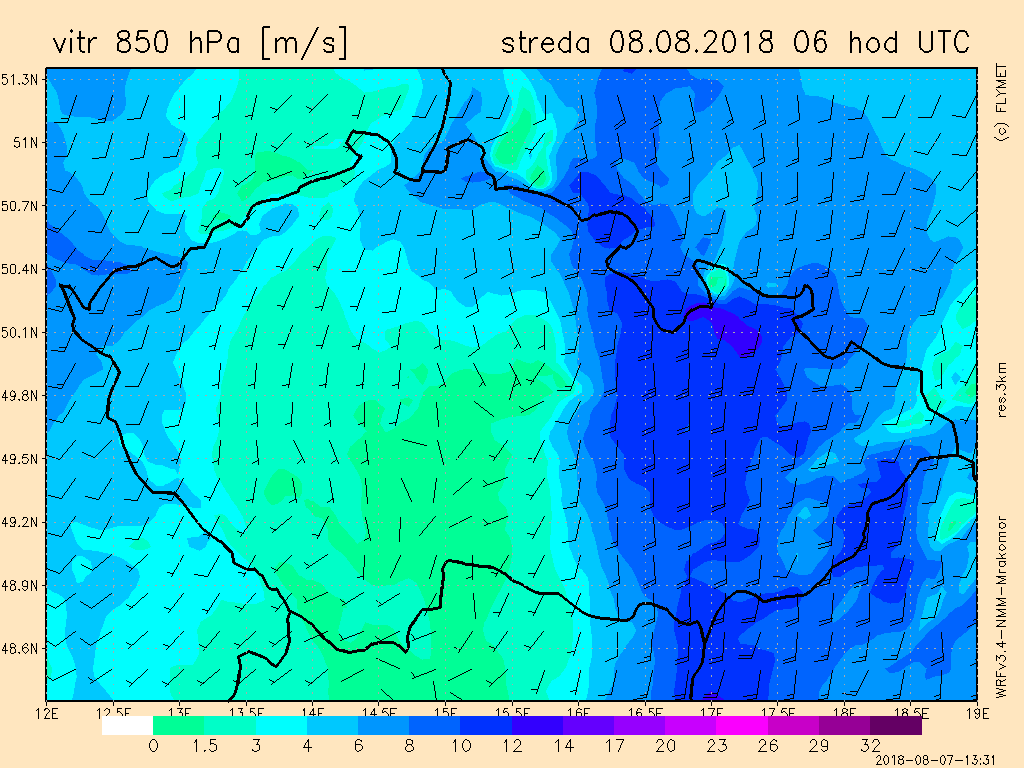 vitr 850 hPa [m/s] streda 08.08.2018 06 hod UTC
(c) FLYMET
51.3N
51N
50.7N
50.4N
50.1N
49.8N
49.5N
49.2N
48.9N
48.6N
res.3km
WRFv3.4-NMM-Mrakomor
12E 12.5E 13E 13.5E 14E 14.5E 15E 15.5E 16E 16.5E 17E 17.5E 18E 18.5E 19E
0 1.5 3 4 6 8 10 12 14 17 20 23 26 29 32
2018-08-07-13:31